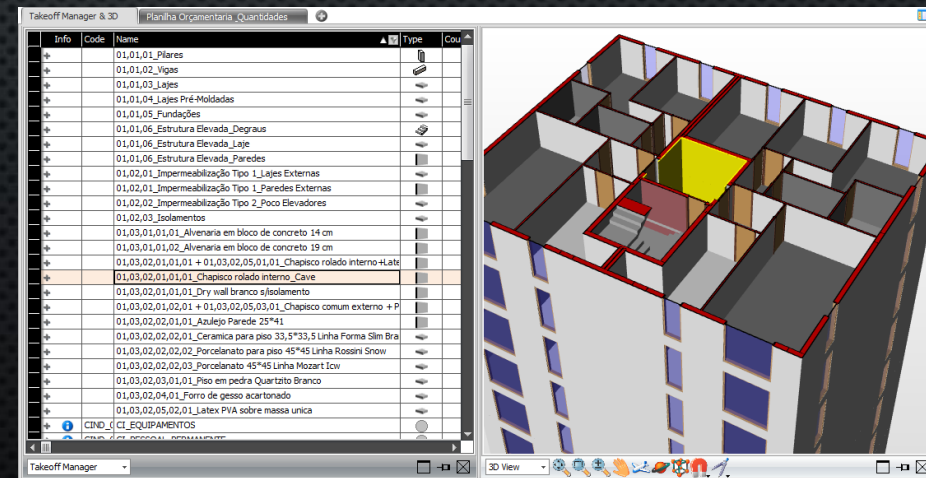 Takeoff Manager & 3D
Planilha Orçamentaria_Quantidades
Info Code Name Type Cou
01,01,01_Pilares
01,01,02_Vigas
01,01,03_Lajes
01,01,04_Lajes Pré-Moldadas
01,01,05_Fundações
01,01,06_Estrutura Elevada_Degraus
01,01,06_Estrutura Elevada_Laje
01,01,06_Estrutura Elevada_Paredes
01,02,01_Impermeabilização Tipo 1_Lajes Externas
01,02,01_Impermeabilização Tipo 1_Paredes Externas
01,02,02_Impermeabilização Tipo 2_Poco Elevadores
01,02,03_Isolamentos
01,03,01,01,01_Alvenaria em bloco de concreto 14 cm
01,03,01,01,02_Alvenaria em bloco de concreto 19 cm
01,03,02,01,01,01 + 01,03,02,05,01,01_Chapisco rolado interno+Late
01,03,02,01,01,01_Chapisco rolado interno_Cave
01,03,02,01,01,01_Dry wall branco s/isolamento
01,03,02,01,02,01 + 01,03,02,05,03,01_Chapisco comum externo + P
01,03,02,02,01,01_Azulejo Parede 25*41
01,03,02,02,02,01_Ceramica para piso 33,5*33,5 Linha Forma Slim Bra
01,03,02,02,02,02_Porcelanato para piso 45*45 Linha Rossini Snow
01,03,02,02,02,03_Porcelanato 45*45 Linha Mozart Icw
01,03,02,03,01,01_Piso em pedra Quartzito Branco
01,03,02,04,01_Forro de gesso acartonado
01,03,02,05,02,01_Latex PVA sobre massa unica
CIND_C CI_EQUIPAMENTOS
CIND_C CI_PESSOAL_PERMANENTE
Takeoff Manager
3D View